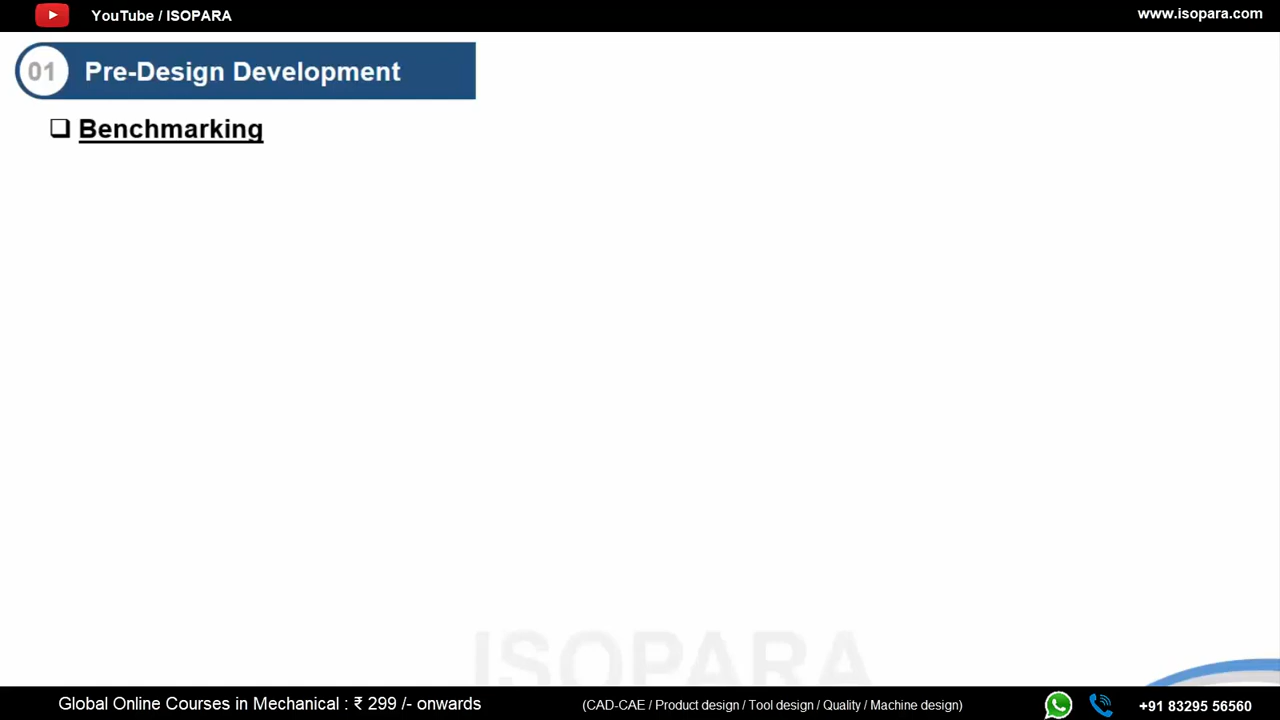 YouTube / ISOPARA
www.isopara.com
01 Pre-Design Development
❑ Benchmarking
ISOPARA
Global Online Courses in Mechanical : ₹ 299 /- onwards
(CAD-CAE / Product design / Tool design / Quality / Machine design)
+91 83295 56560